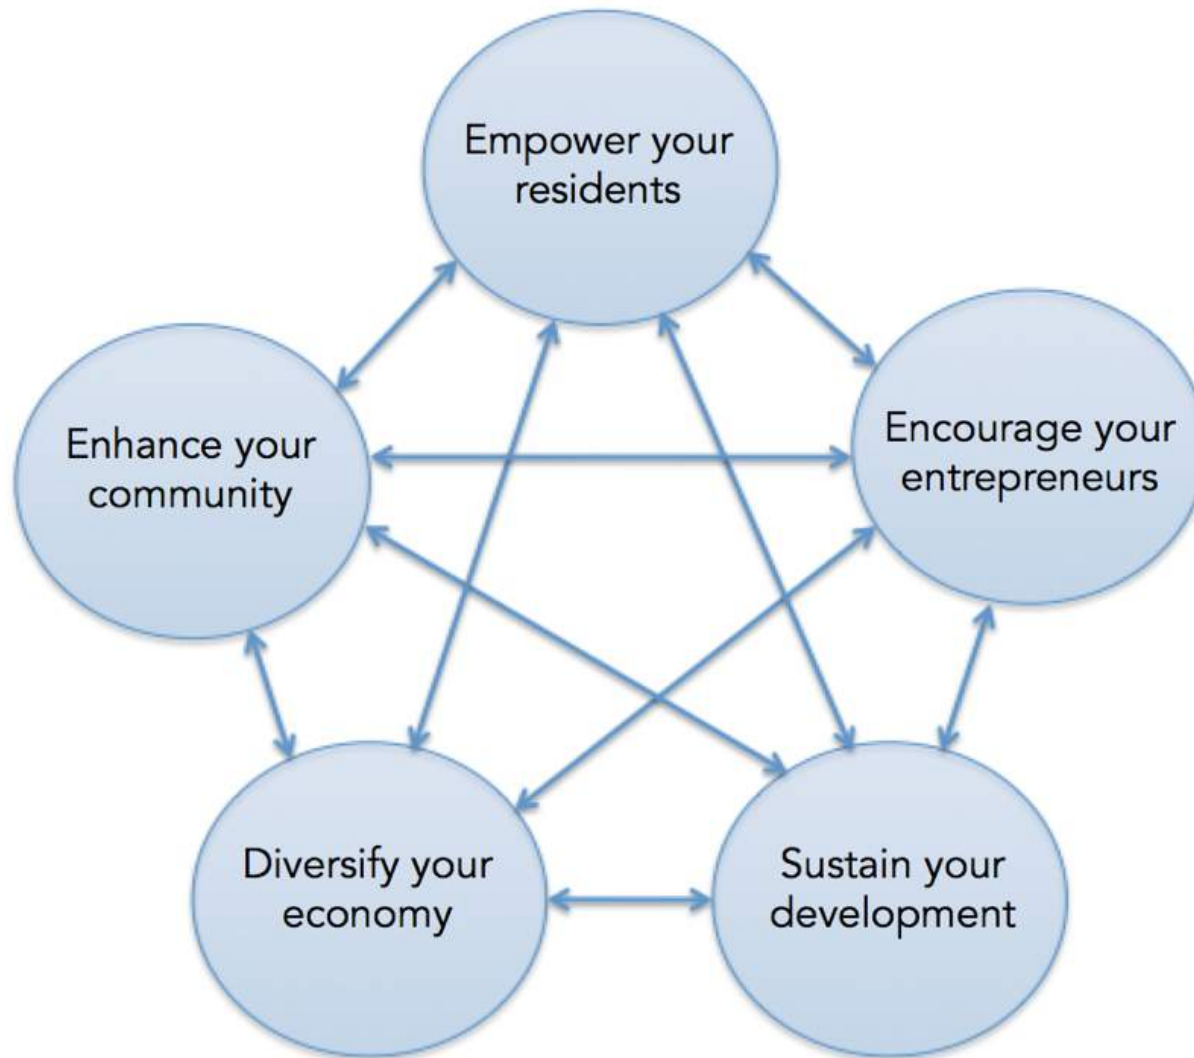 Empower your
residents
Enhance your
community
Encourage your
entrepreneurs
Diversify your
economy
Sustain your
development